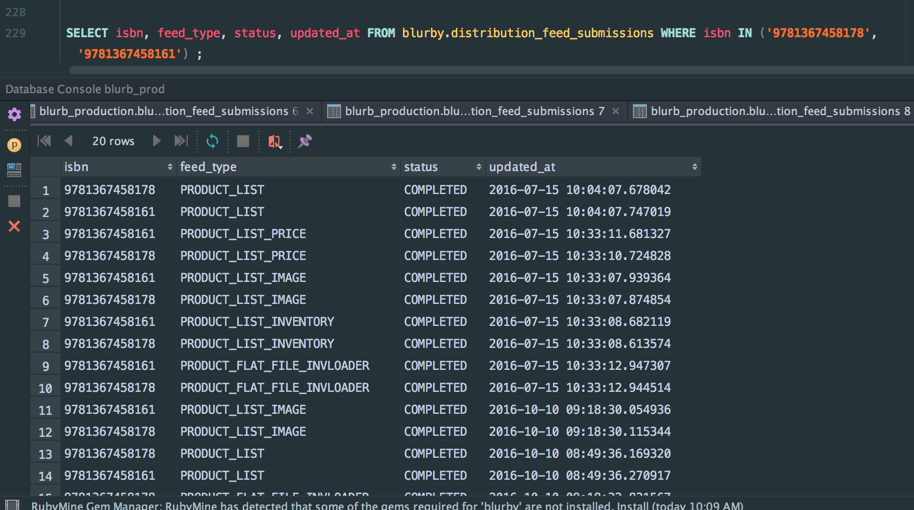 228
229 SELECT isbn, feed_type, status, updated_at FROM blurby.distribution_feed_submissions WHERE isbn IN ('9781367458178',
'9781367458161') ;
Database Console blurb_prod
blurb_production.blu...tion_feed_submissions 6 blurb_production.blu...tion_feed_submissions 7 blurb_production.blu...tion_feed_submissions 8
20 rows
P
isbn feed_type status updated_at
1 9781367458178 PRODUCT_LIST COMPLETED 2016-07-15 10:04:07.678042
2 9781367458161 PRODUCT_LIST COMPLETED 2016-07-15 10:04:07.747019
3 9781367458161 PRODUCT_LIST_PRICE COMPLETED 2016-07-15 10:33:11.681327
4 9781367458178 PRODUCT_LIST_PRICE COMPLETED 2016-07-15 10:33:10.724828
5 9781367458161 PRODUCT_LIST_IMAGE COMPLETED 2016-07-15 10:33:07.939364
6 9781367458178 PRODUCT_LIST_IMAGE COMPLETED 2016-07-15 10:33:07.874854
7 9781367458161 PRODUCT_LIST_INVENTORY COMPLETED 2016-07-15 10:33:08.682119
8 9781367458178 PRODUCT_LIST_INVENTORY COMPLETED 2016-07-15 10:33:08.613574
9 9781367458161 PRODUCT_FLAT_FILE_INVLOADER COMPLETED 2016-07-15 10:33:12.947307
10 9781367458178 PRODUCT_FLAT_FILE_INVLOADER COMPLETED 2016-07-15 10:33:12.944514
11 9781367458161 PRODUCT_LIST_IMAGE COMPLETED 2016-10-10 09:18:30.054936
12 9781367458178 PRODUCT_LIST_IMAGE COMPLETED 2016-10-10 09:18:30.115344
13 9781367458178 PRODUCT_LIST COMPLETED 2016-10-10 08:49:36.169320
14 9781367458161 PRODUCT_LIST COMPLETED 2016-10-10 08:49:36.270917
RubyMine Gem Manager: RubyMine has detected that some of the gems required for 'blurby' are not installed. Install (today 10:09 AM)